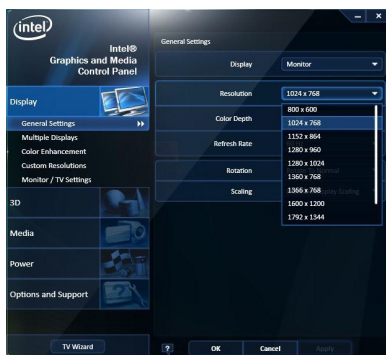 intel
Intel®
Graphics and Media
Control Panel
Display
General Settings
Multiple Displays
Color Enhancement
Custom Resolutions
Monitor / TV Settings
3D
Media
Power
Options and Support
TV Wizard
General Settings
Display
Monitor
Resolution
1024 x 768
800 x 600
1024 x 768
1152 x 864
1280 x 960
1280 x 1024
1360 x 768
1366 x 768
1600 x 1200
1792 x 1344
Color Depth
Refresh Rate
Rotation
Scaling
?
OK
Cancel
Apply